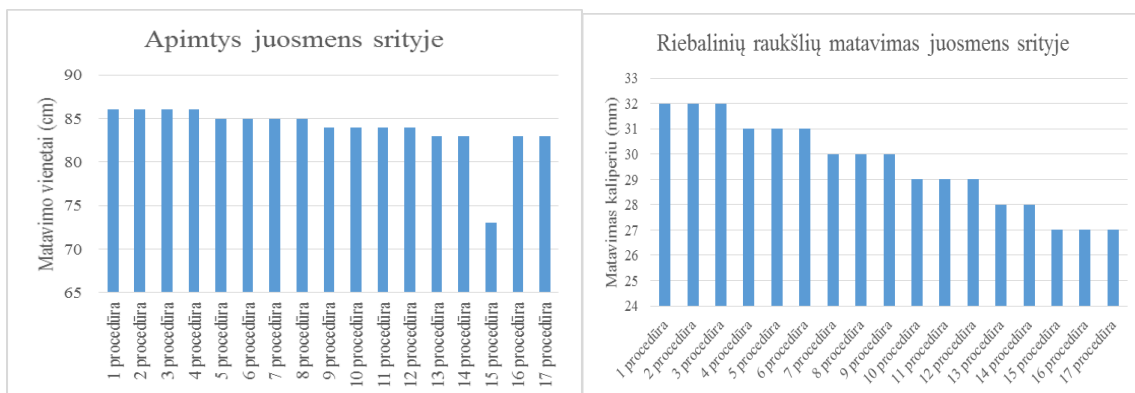 Apimtys juosmens srityje
Matavimo vienetai (cm)
90
85
80
75
70
65
1 procedūra
2 procedūra
3 procedūra
4 procedūra
5 procedūra
6 procedūra
7 procedūra
8 procedūra
9 procedūra
10 procedūra
11 procedūra
12 procedūra
13 procedūra
14 procedūra
15 procedūra
16 procedūra
17 procedūra
Riebalinių raukšlių matavimas juosmens srityje
Matavimas kaliperiu (mm)
33
32
31
30
29
28
27
26
25
24
1 procedūra
2 procedūra
3 procedūra
4 procedūra
5 procedūra
6 procedūra
7 procedūra
8 procedūra
9 procedūra
10 procedūra
11 procedūra
12 procedūra
13 procedūra
14 procedūra
15 procedūra
16 procedūra
17 procedūra